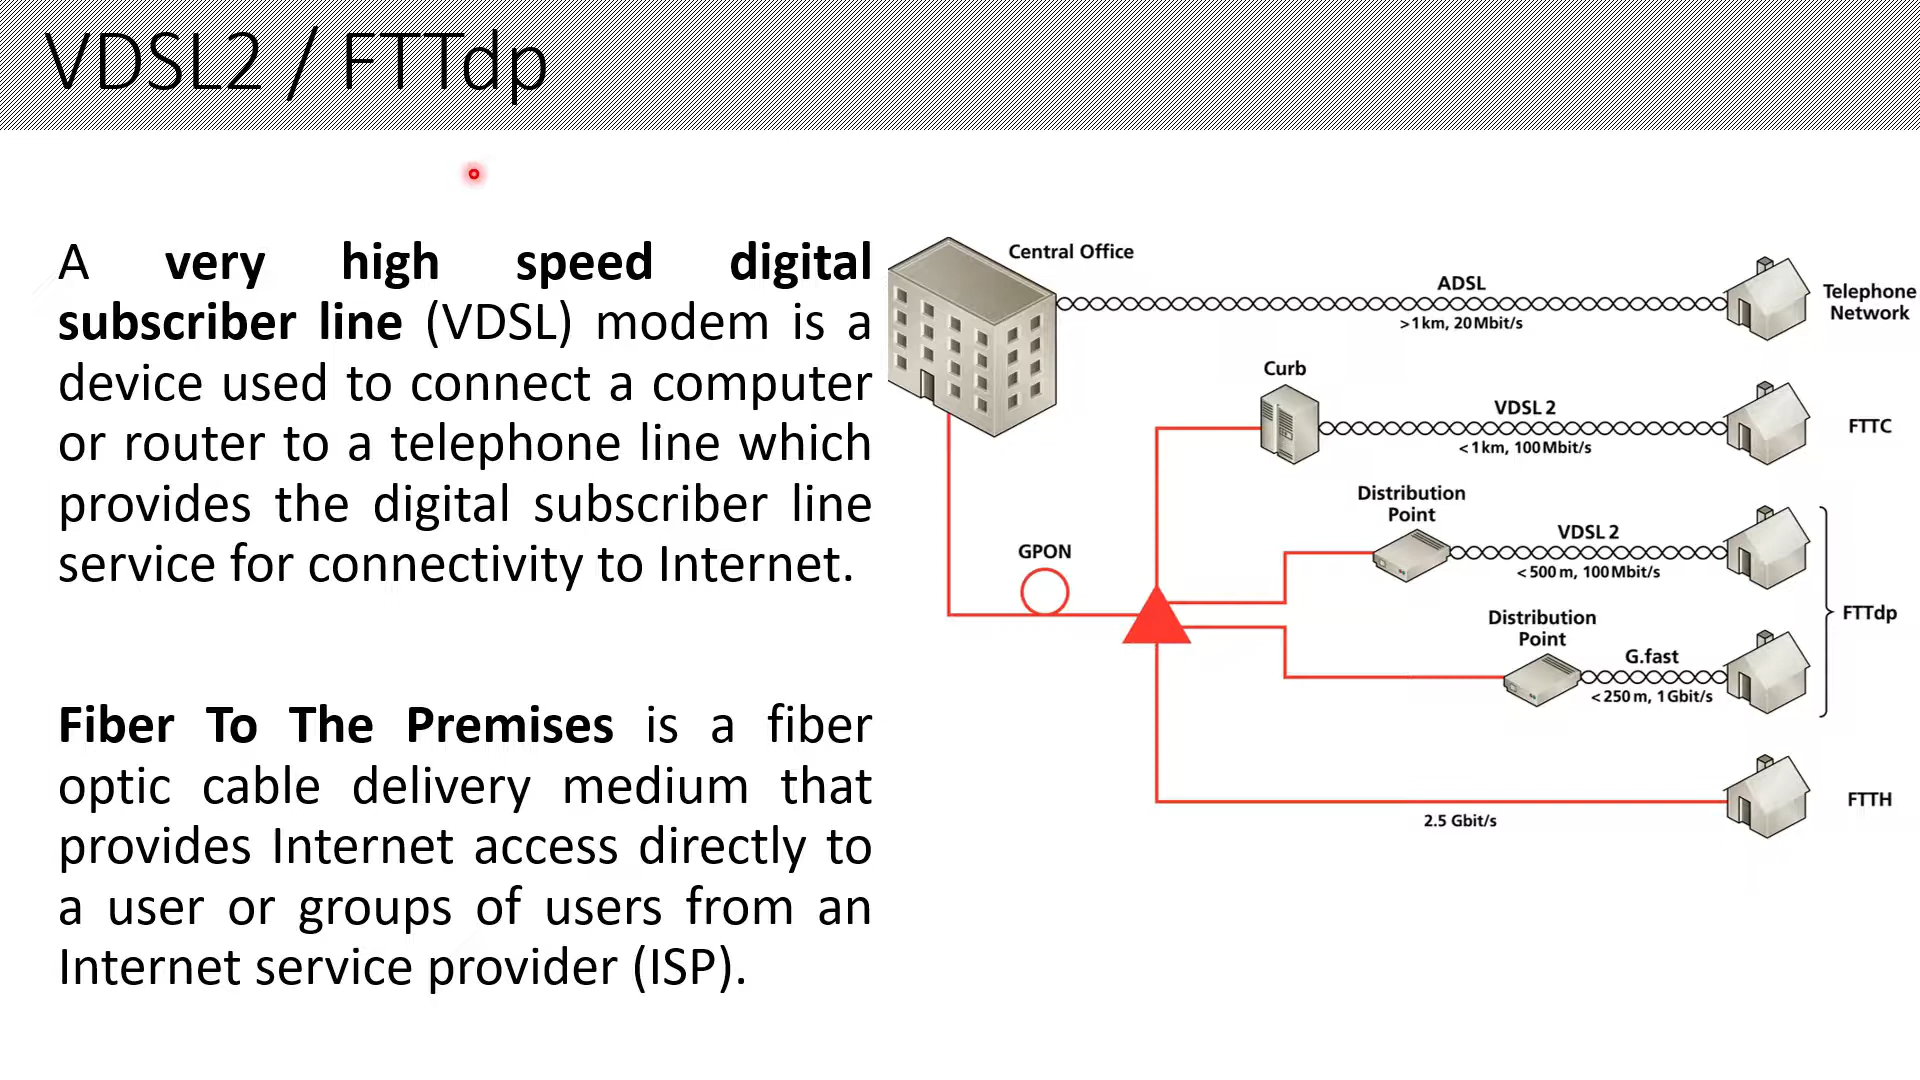 VDSL2 / FTTdp
A very high speed digital
subscriber line (VDSL) modem is a
device used to connect a computer
or router to a telephone line which
provides the digital subscriber line
service for connectivity to Internet.
Fiber To The Premises is a fiber
optic cable delivery medium that
provides Internet access directly to
a user or groups of users from an
Internet service provider (ISP).
Central Office
ADSL
>1km, 20Mbit/s
Telephone
Network
Curb
VDSL 2
<1km, 100Mbit/s
FTTC
Distribution
Point
VDSL 2
<500m, 100Mbit/s
GPON
Distribution
Point
G.fast
<250m, 1Gbit/s
FTTdp
2.5 Gbit/s
FTTH